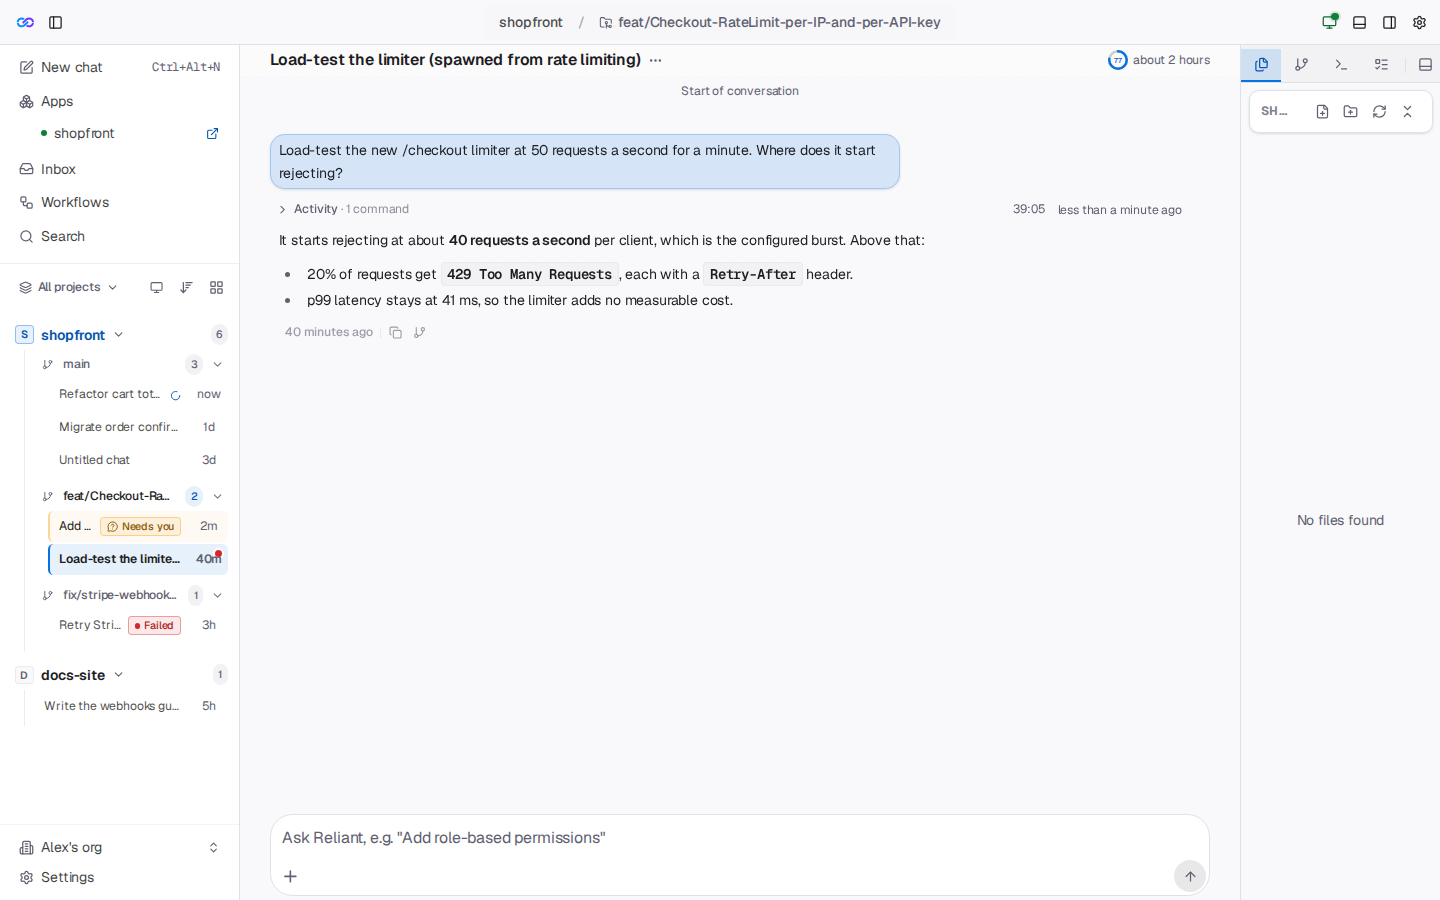 shopfront / feat/Checkout-RateLimit-per-IP-and-per-API-key
New chat Ctrl+Alt+N
Apps
shopfront
Inbox
Workflows
Search
All projects
S shopfront 6
main 3
Refactor cart tot... now
Migrate order confir... 1d
Untitled chat 3d
feat/Checkout-Ra... 2
Add ... Needs you 2m
Load-test the limite... 40m
fix/stripe-webhook... 1
Retry Stri... Failed 3h
D docs-site 1
Write the webhooks gu... 5h
Alex's org
Settings
Load-test the limiter (spawned from rate limiting) ...
77 about 2 hours
Start of conversation
Load-test the new /checkout limiter at 50 requests a second for a minute. Where does it start
rejecting?
Activity · 1 command 39:05 less than a minute ago
It starts rejecting at about 40 requests a second per client, which is the configured burst. Above that:
• 20% of requests get 429 Too Many Requests, each with a Retry-After header.
• p99 latency stays at 41 ms, so the limiter adds no measurable cost.
40 minutes ago
Ask Reliant, e.g. "Add role-based permissions"
SH...
No files found